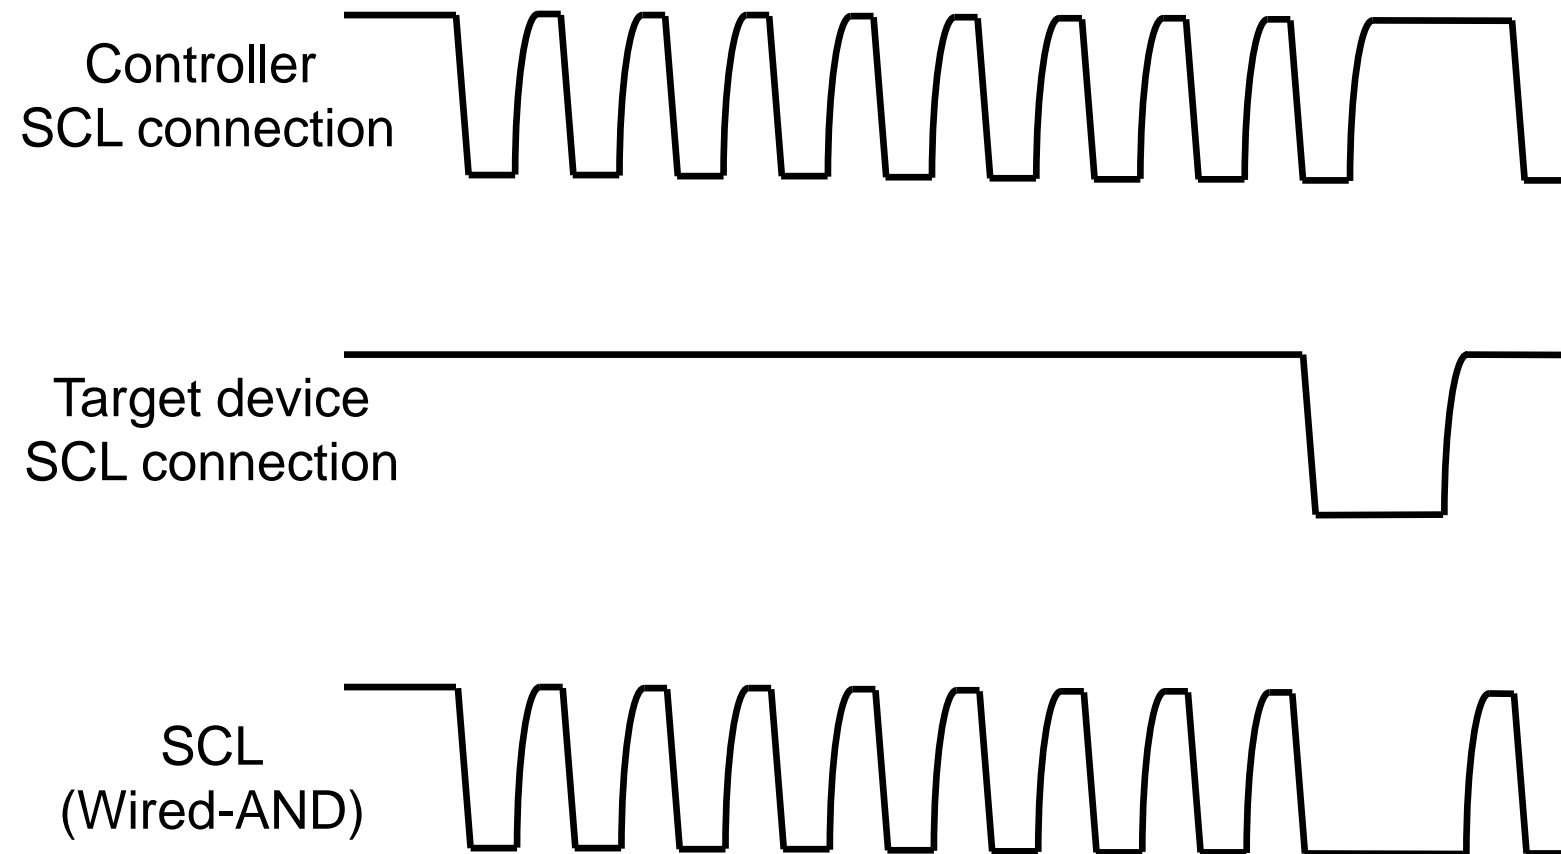 Controller
SCL connection
Target device
SCL connection
SCL
(Wired-AND)